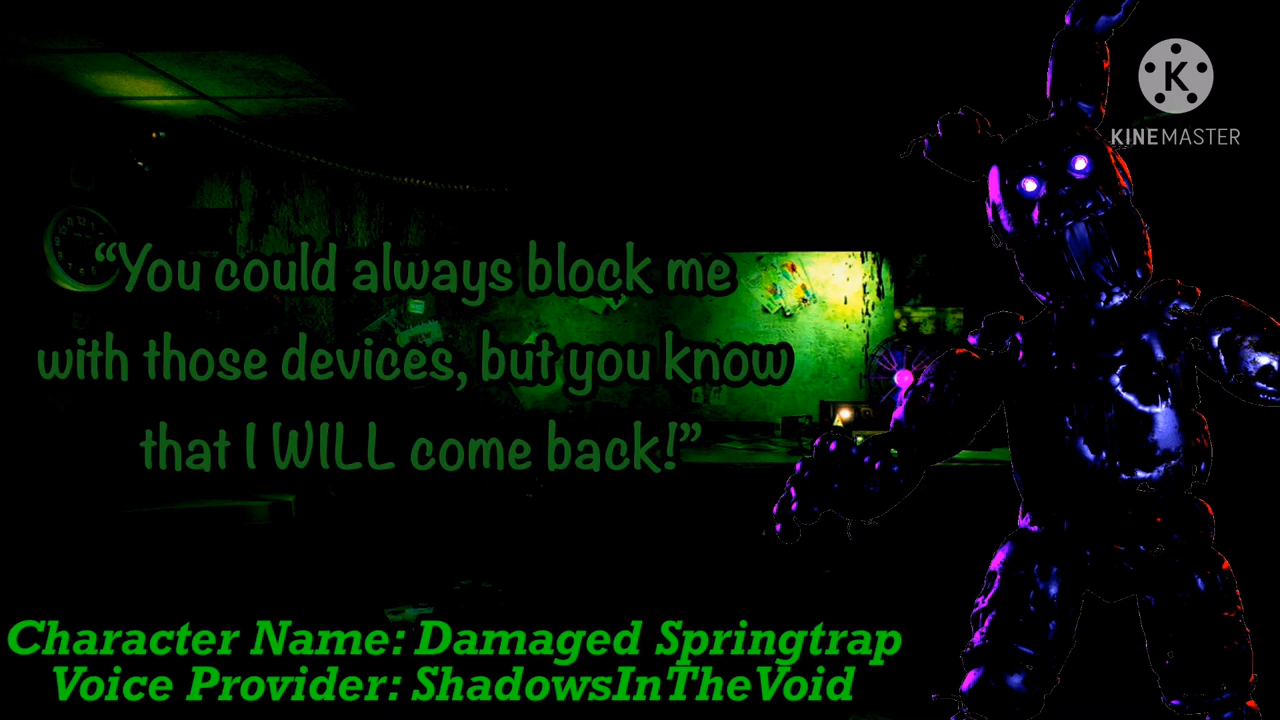 K
KINEMASTER
“You could always block me
with those devices, but you know
that I WILL come back!”
Character Name: Damaged Springtrap
Voice Provider: ShadowsInTheVoid